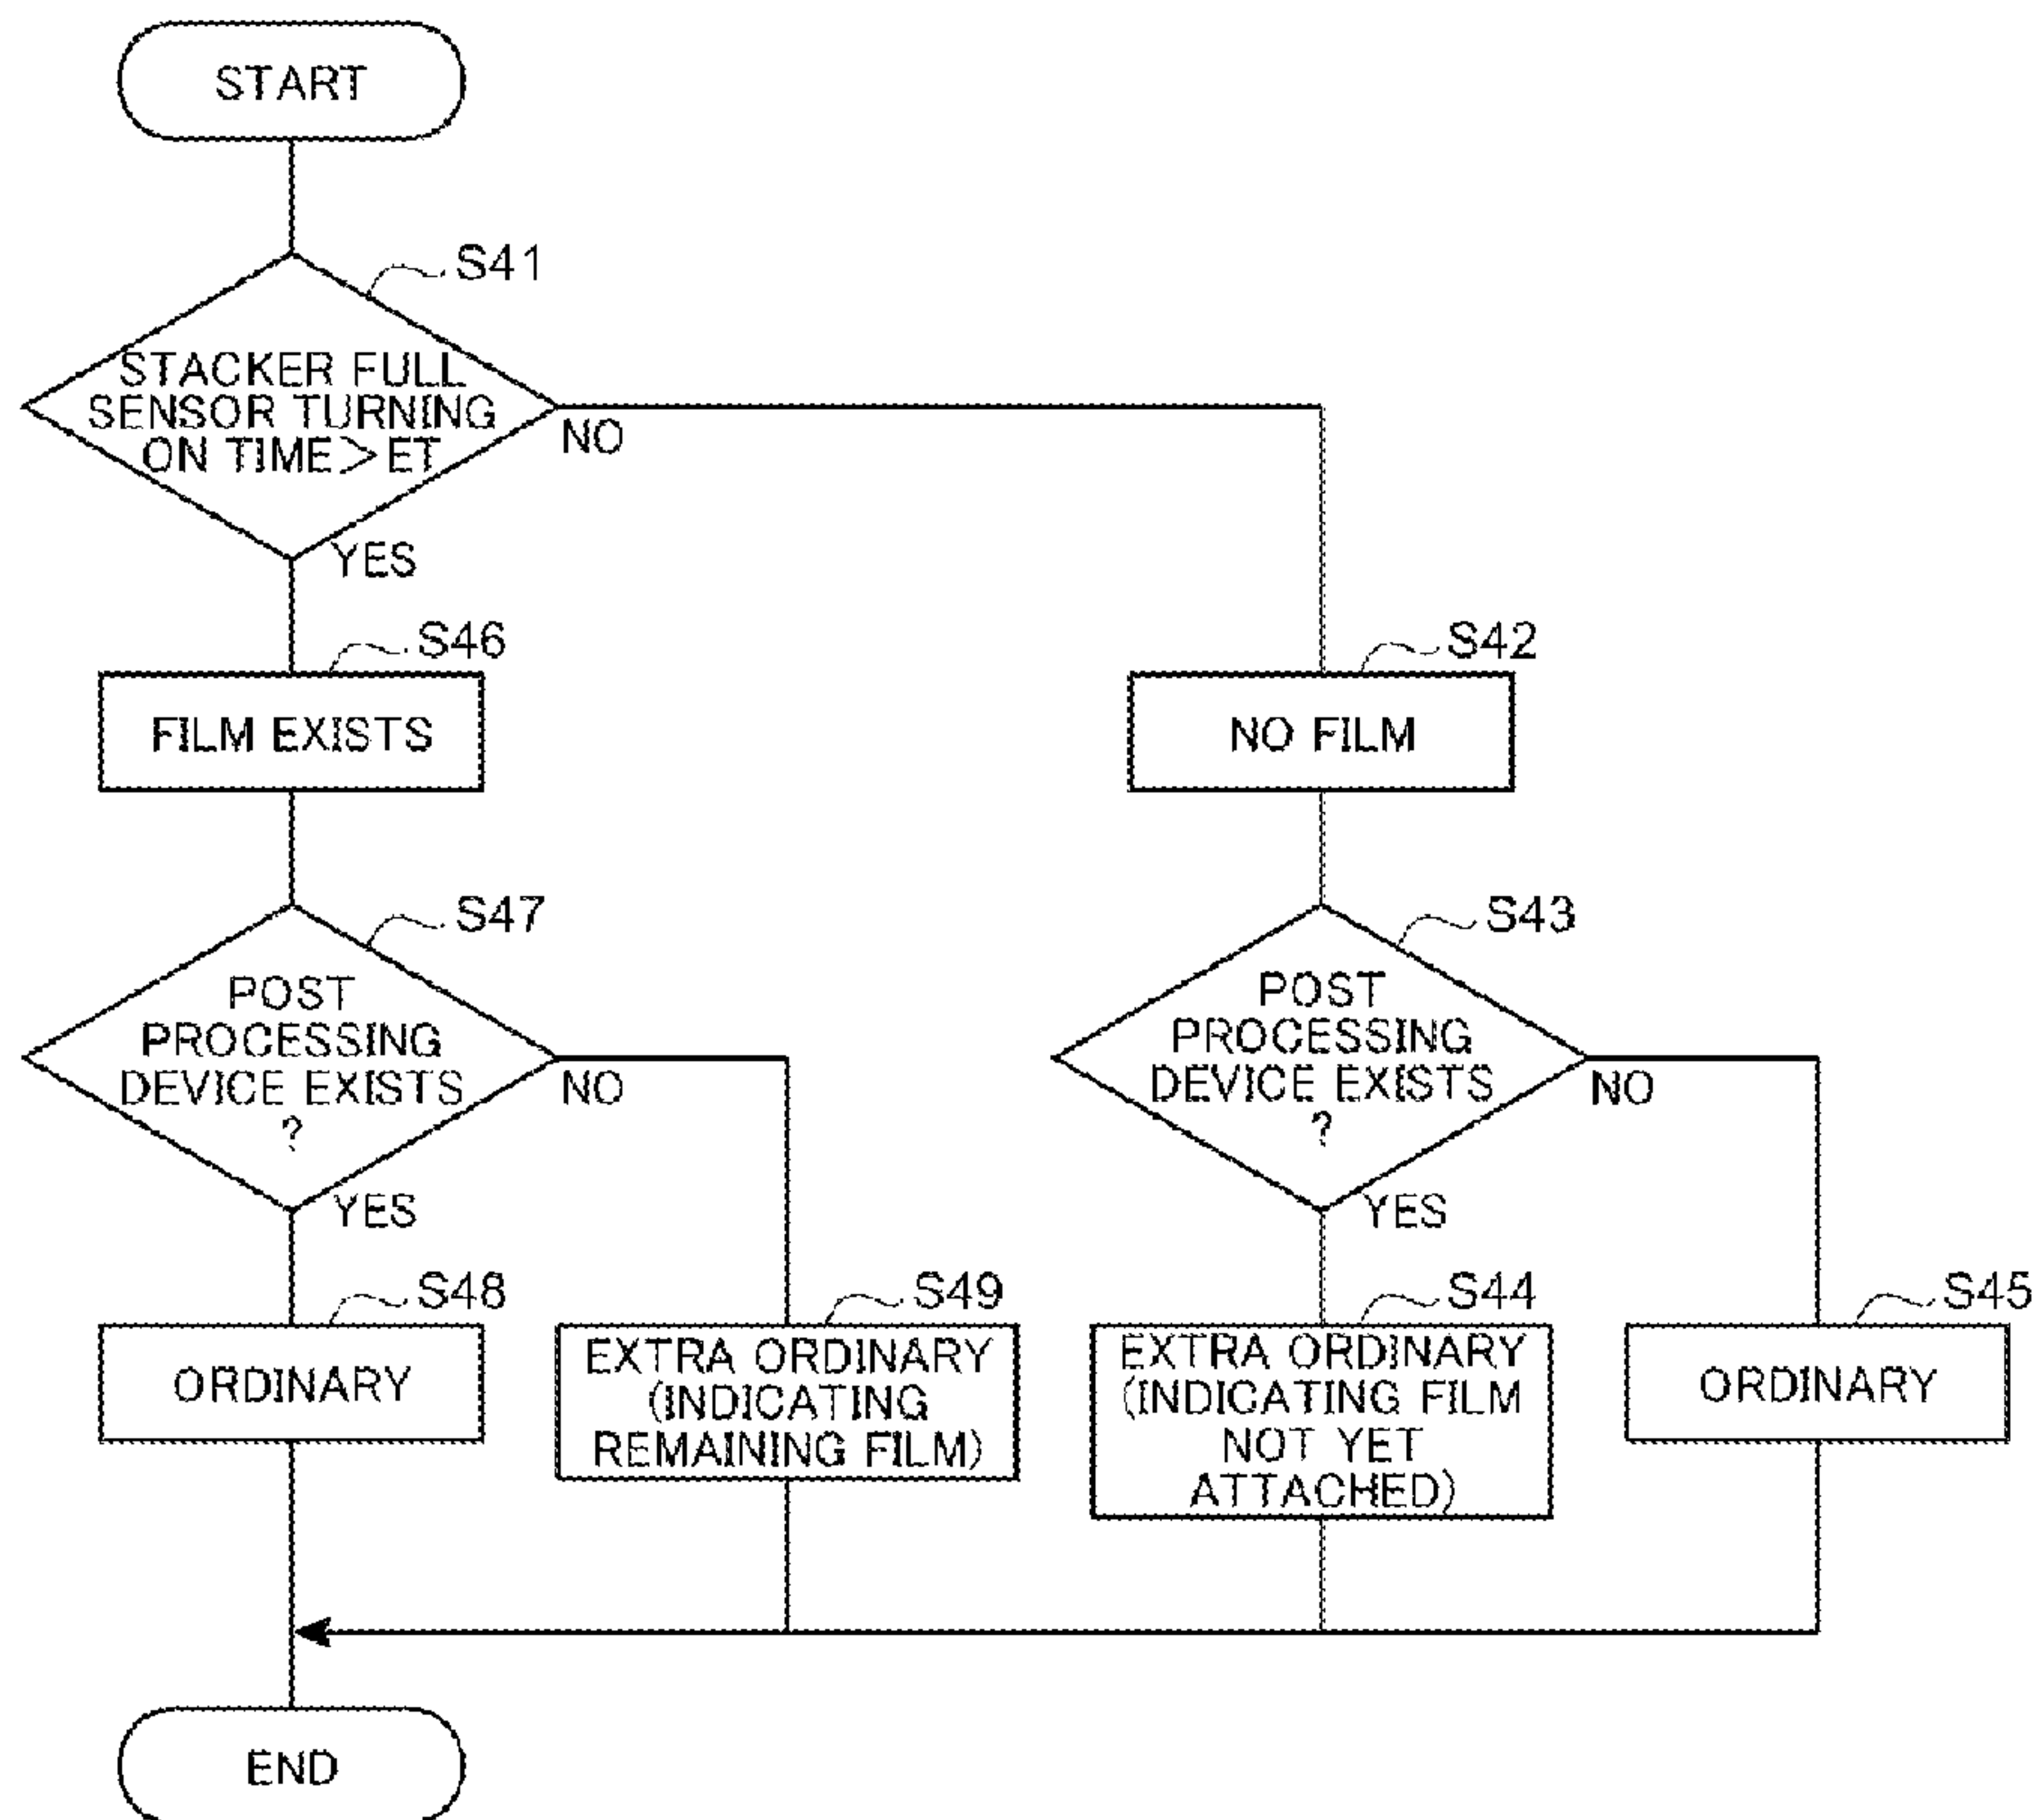 START
S41
STACKER FULL
SENSOR TURNING
ON TIME>ET
NO
YES
S46
FILM EXISTS
S42
NO FILM
S47
POST
PROCESSING
DEVICE EXISTS
?
NO
YES
S43
POST
PROCESSING
DEVICE EXISTS
?
NO
YES
S48
ORDINARY
S49
EXTRA ORDINARY
(INDICATING
REMAINING FILM)
S44
EXTRA ORDINARY
(INDICATING FILM
NOT YET
ATTACHED)
S45
ORDINARY
END